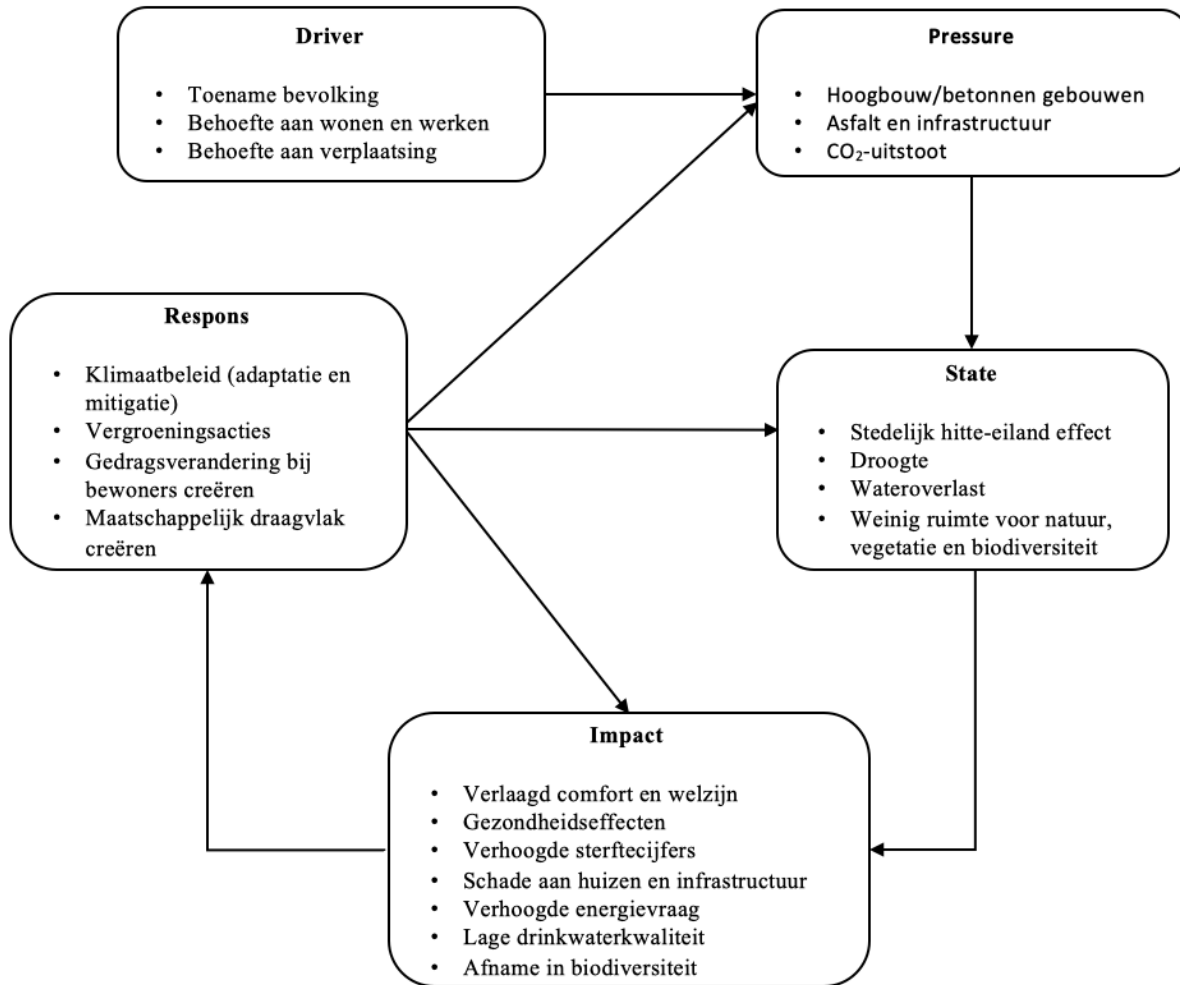 Driver
• Toename bevolking
• Behoefte aan wonen en werken
• Behoefte aan verplaatsing
Pressure
• Hoogbouw/betonnen gebouwen
• Asfalt en infrastructuur
• CO₂-uitstoot
Respons
• Klimaatbeleid (adaptatie en
mitigatie)
• Vergroeningsacties
• Gedragsverandering bij
bewoners creëren
• Maatschappelijk draagvlak
creëren
State
• Stedelijk hitte-eiland effect
• Droogte
• Wateroverlast
• Weinig ruimte voor natuur,
vegetatie en biodiversiteit
Impact
• Verlaagd comfort en welzijn
• Gezondheidseffecten
• Verhoogde sterftecijfers
• Schade aan huizen en infrastructuur
• Verhoogde energievraag
• Lage drinkwaterkwaliteit
• Afname in biodiversiteit